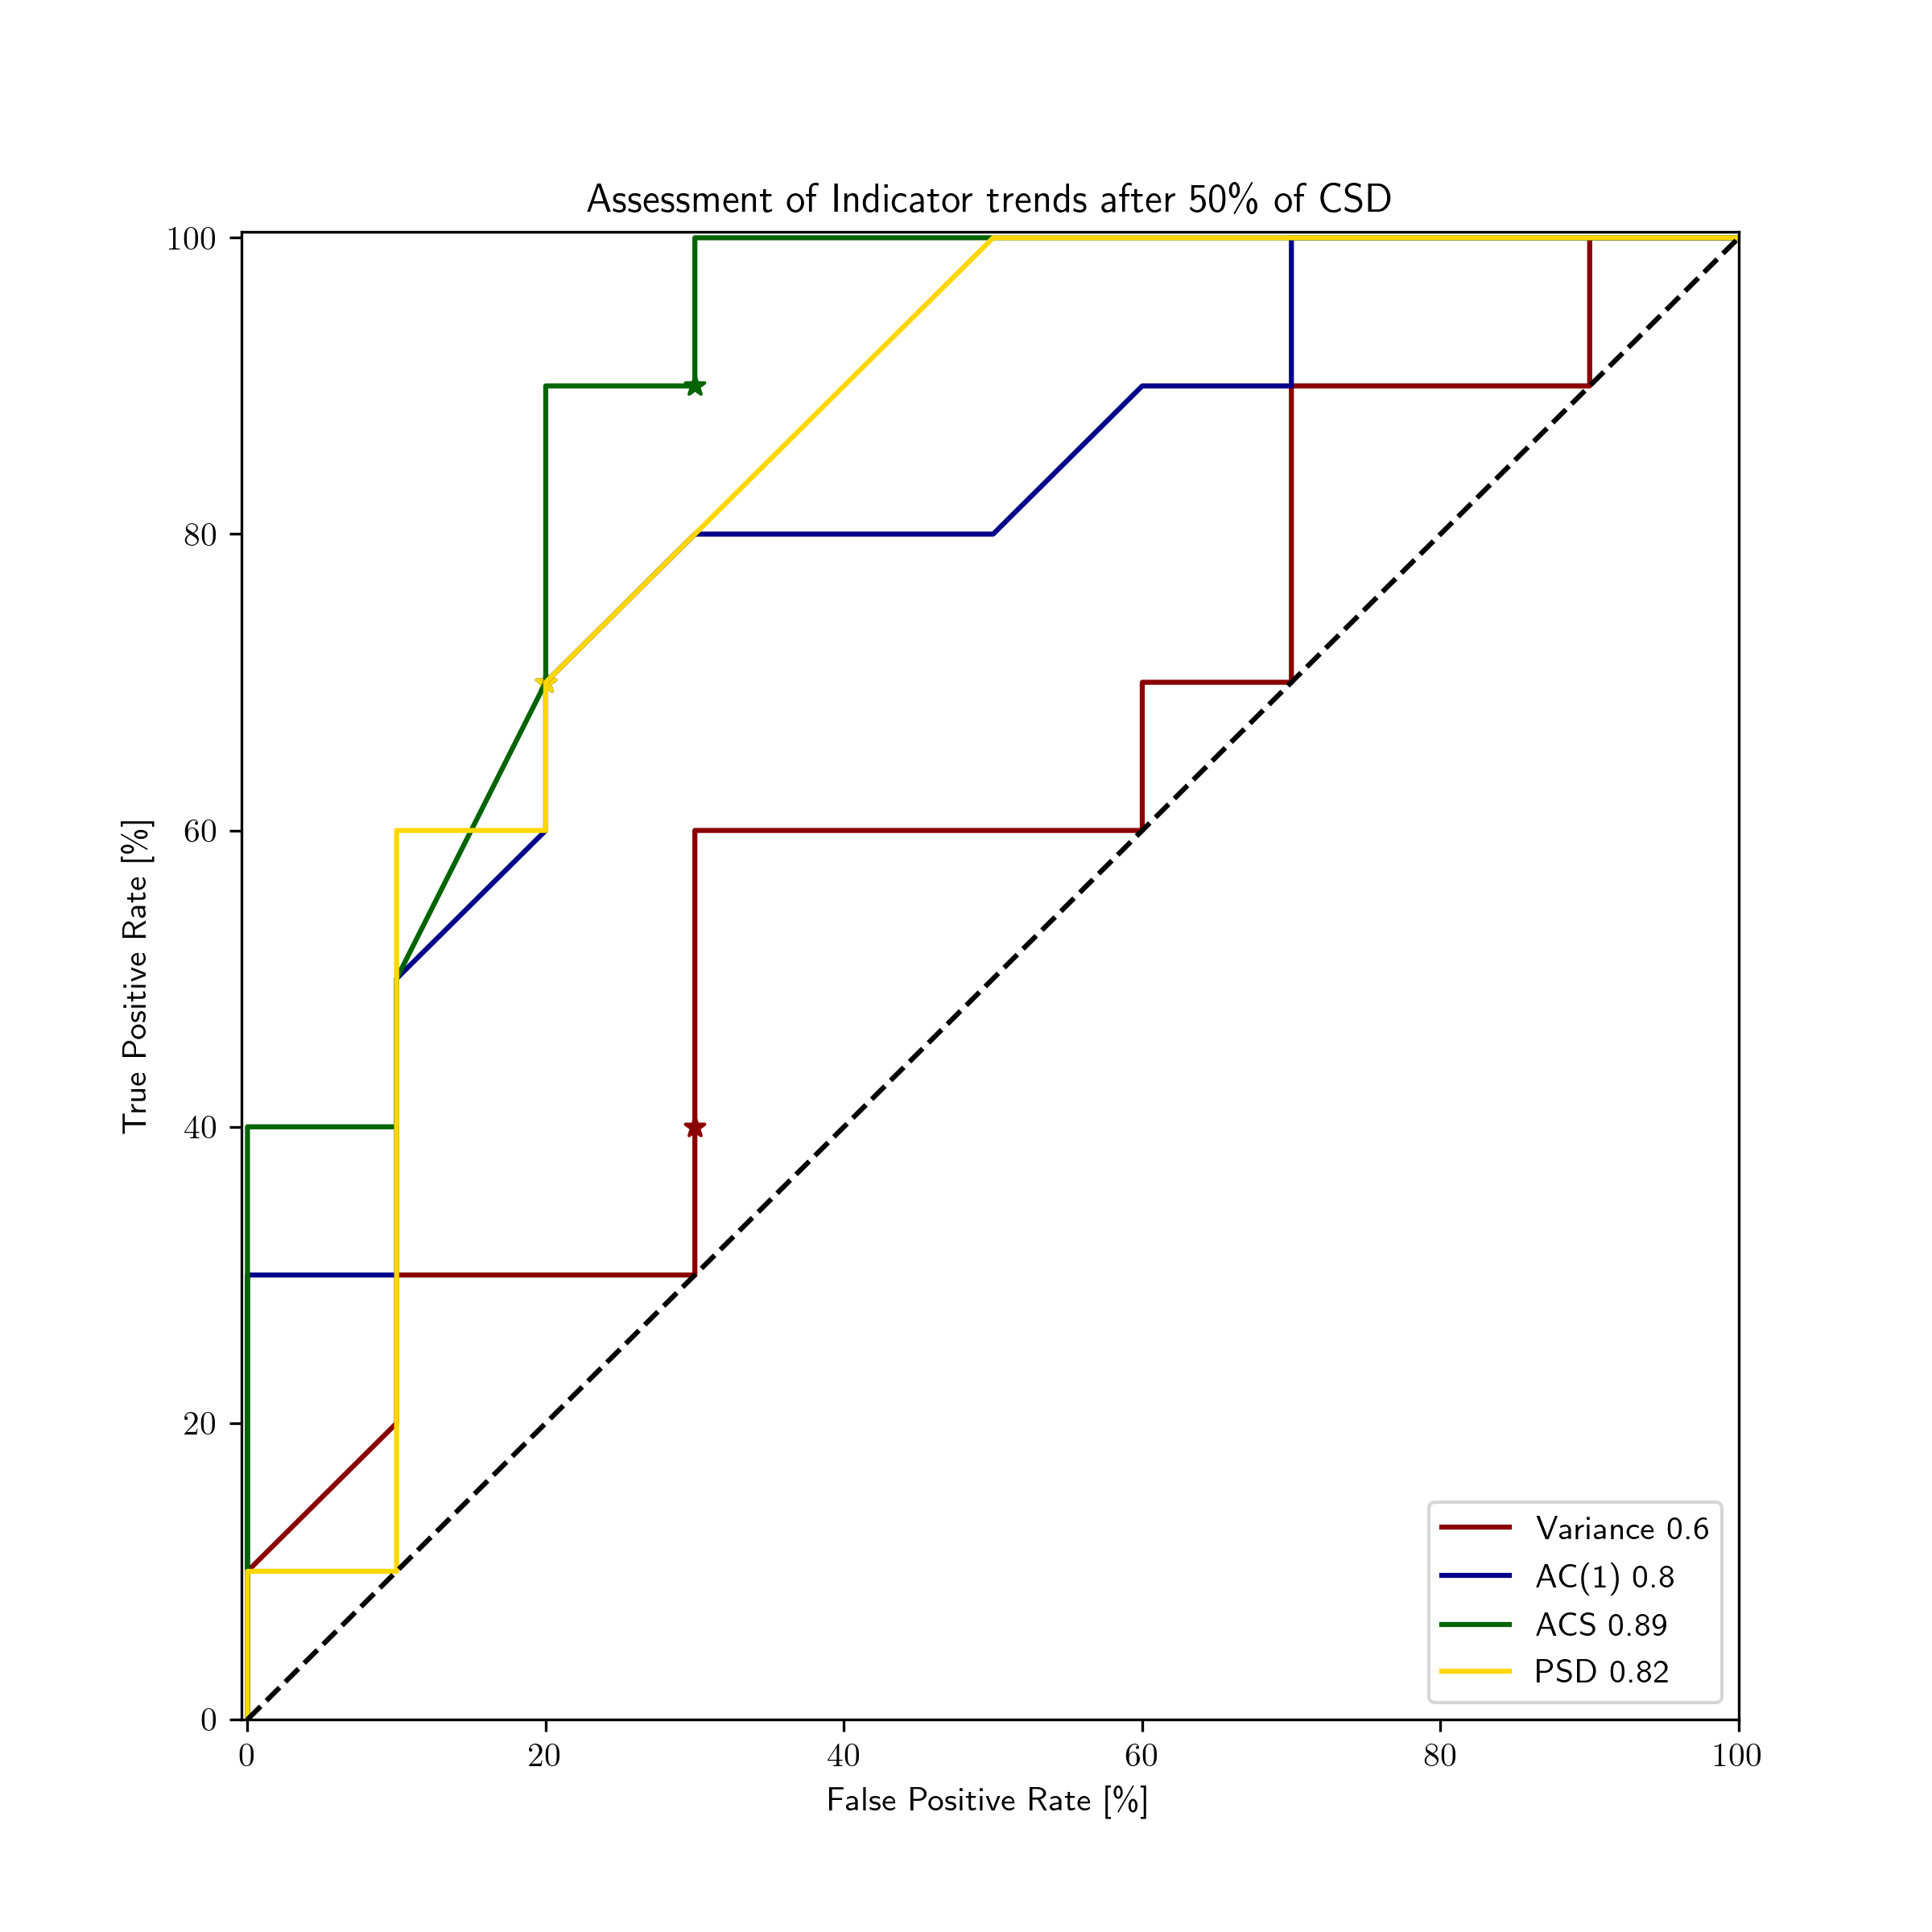 Assessment of Indicator trends after 50% of CSD
100
80
60
40
20
0
True Positive Rate [%]
0 20 40 60 80 100
False Positive Rate [%]
Variance 0.6
AC(1) 0.8
ACS 0.89
PSD 0.82